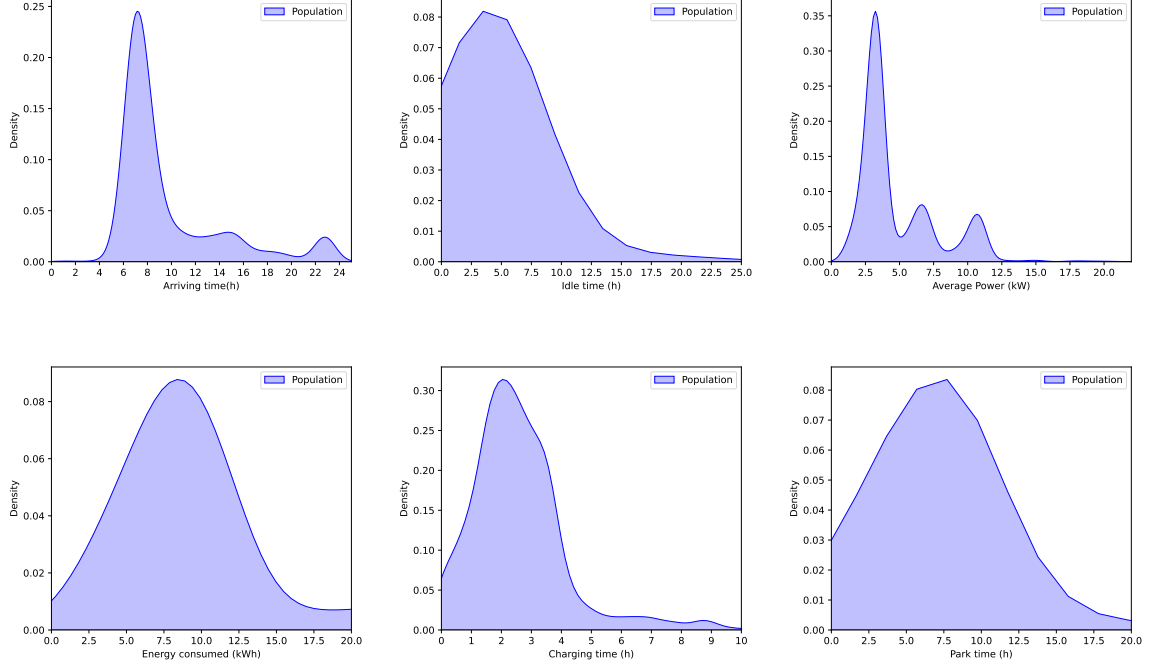 0.25
0.20
0.15
0.10
0.05
0.00
Density
Population
0 2 4 6 8 10 12 14 16 18 20 22 24
Arriving time(h)
0.08
0.07
0.06
0.05
0.04
0.03
0.02
0.01
0.00
Density
Population
0.0 2.5 5.0 7.5 10.0 12.5 15.0 17.5 20.0 22.5 25.0
Idle time (h)
0.35
0.30
0.25
0.20
0.15
0.10
0.05
0.00
Density
Population
0.0 2.5 5.0 7.5 10.0 12.5 15.0 17.5 20.0
Average Power (kW)
0.08
0.06
0.04
0.02
0.00
Density
Population
0.0 2.5 5.0 7.5 10.0 12.5 15.0 17.5 20.0
Energy consumed (kWh)
0.30
0.25
0.20
0.15
0.10
0.05
0.00
Density
Population
0 1 2 3 4 5 6 7 8 9 10
Charging time (h)
0.08
0.07
0.06
0.05
0.04
0.03
0.02
0.01
0.00
Density
Population
0.0 2.5 5.0 7.5 10.0 12.5 15.0 17.5 20.0
Park time (h)